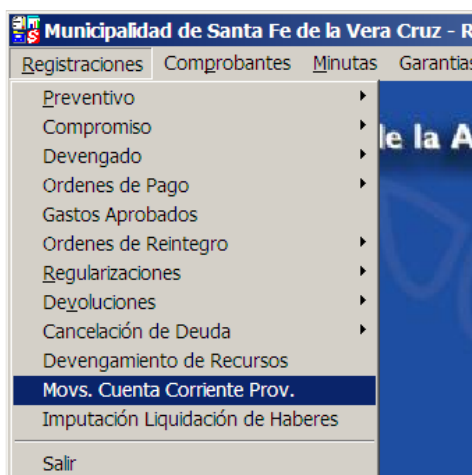 Municipalidad de Santa Fe de la Vera Cruz - R
Registraciones Comprobantes Minutas Garantias
Preventivo
Compromiso
de la A
Devengado
Ordenes de Pago
Gastos Aprobados
Ordenes de Reintegro
Regularizaciones
Devoluciones
Cancelación de Deuda
Devengamiento de Recursos
Movs. Cuenta Corriente Prov.
Imputación Liquidación de Haberes
Salir